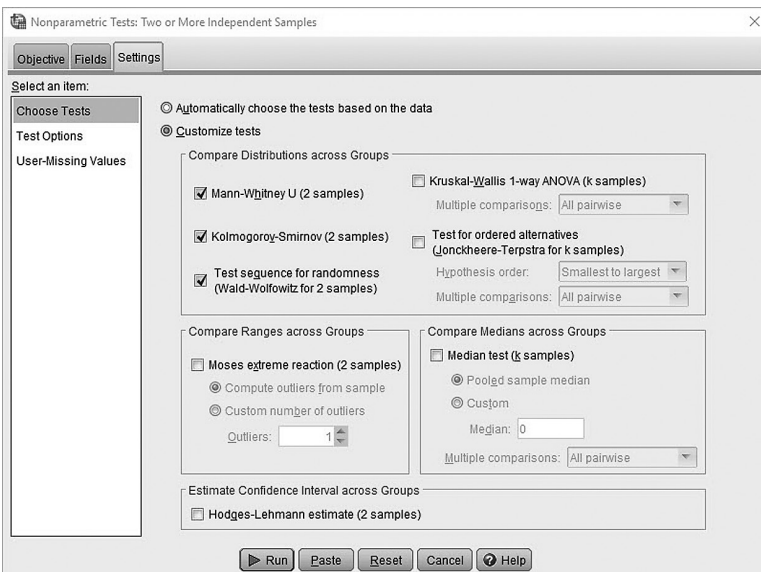 Nonparametric Tests: Two or More Independent Samples
Objective Fields Settings
Select an item:
Choose Tests
Test Options
User-Missing Values
Automatically choose the tests based on the data
Customize tests
Compare Distributions across Groups
Mann-Whitney U (2 samples)
Kolmogorov-Smirnov (2 samples)
Test sequence for randomness
(Wald-Wolfowitz for 2 samples)
Kruskal-Wallis 1-way ANOVA (k samples)
Multiple comparisons: All pairwise
Test for ordered alternatives
(Jonckheere-Terpstra for k samples)
Hypothesis order: Smallest to largest
Multiple comparisons: All pairwise
Compare Ranges across Groups
Moses extreme reaction (2 samples)
Compute outliers from sample
Custom number of outliers
Outliers: 1
Compare Medians across Groups
Median test (k samples)
Pooled sample median
Custom
Median: 0
Multiple comparisons: All pairwise
Estimate Confidence Interval across Groups
Hodges-Lehmann estimate (2 samples)
Run Paste Reset Cancel Help